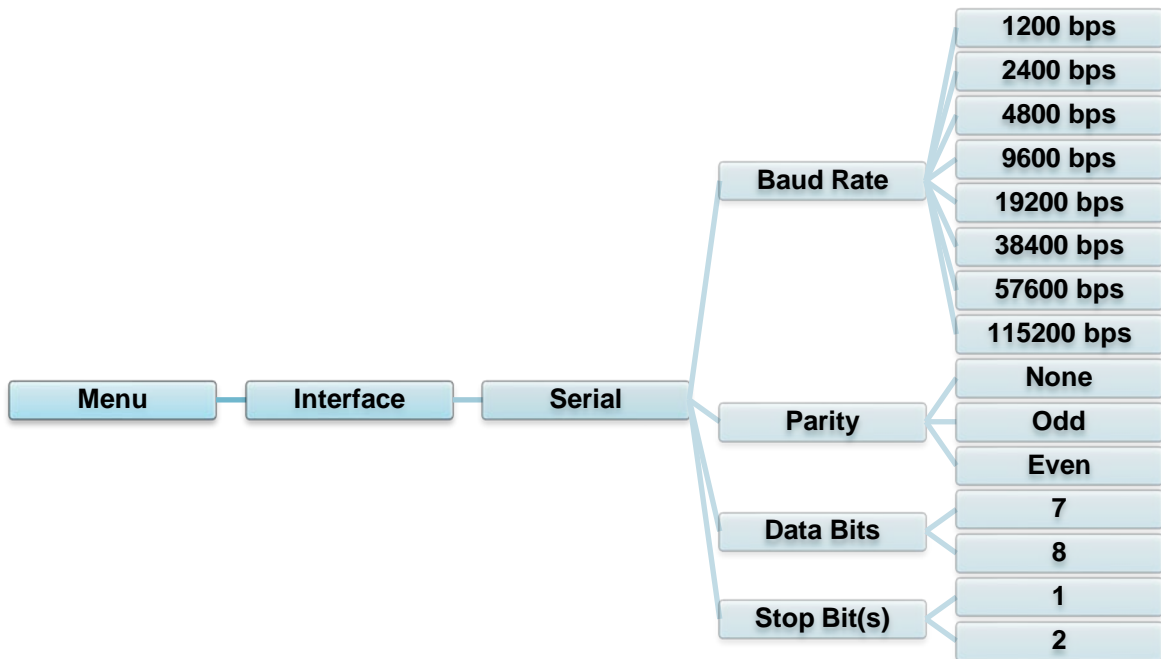 Menu
Interface
Serial
Baud Rate
1200 bps
2400 bps
4800 bps
9600 bps
19200 bps
38400 bps
57600 bps
115200 bps
Parity
None
Odd
Even
Data Bits
7
8
Stop Bit(s)
1
2